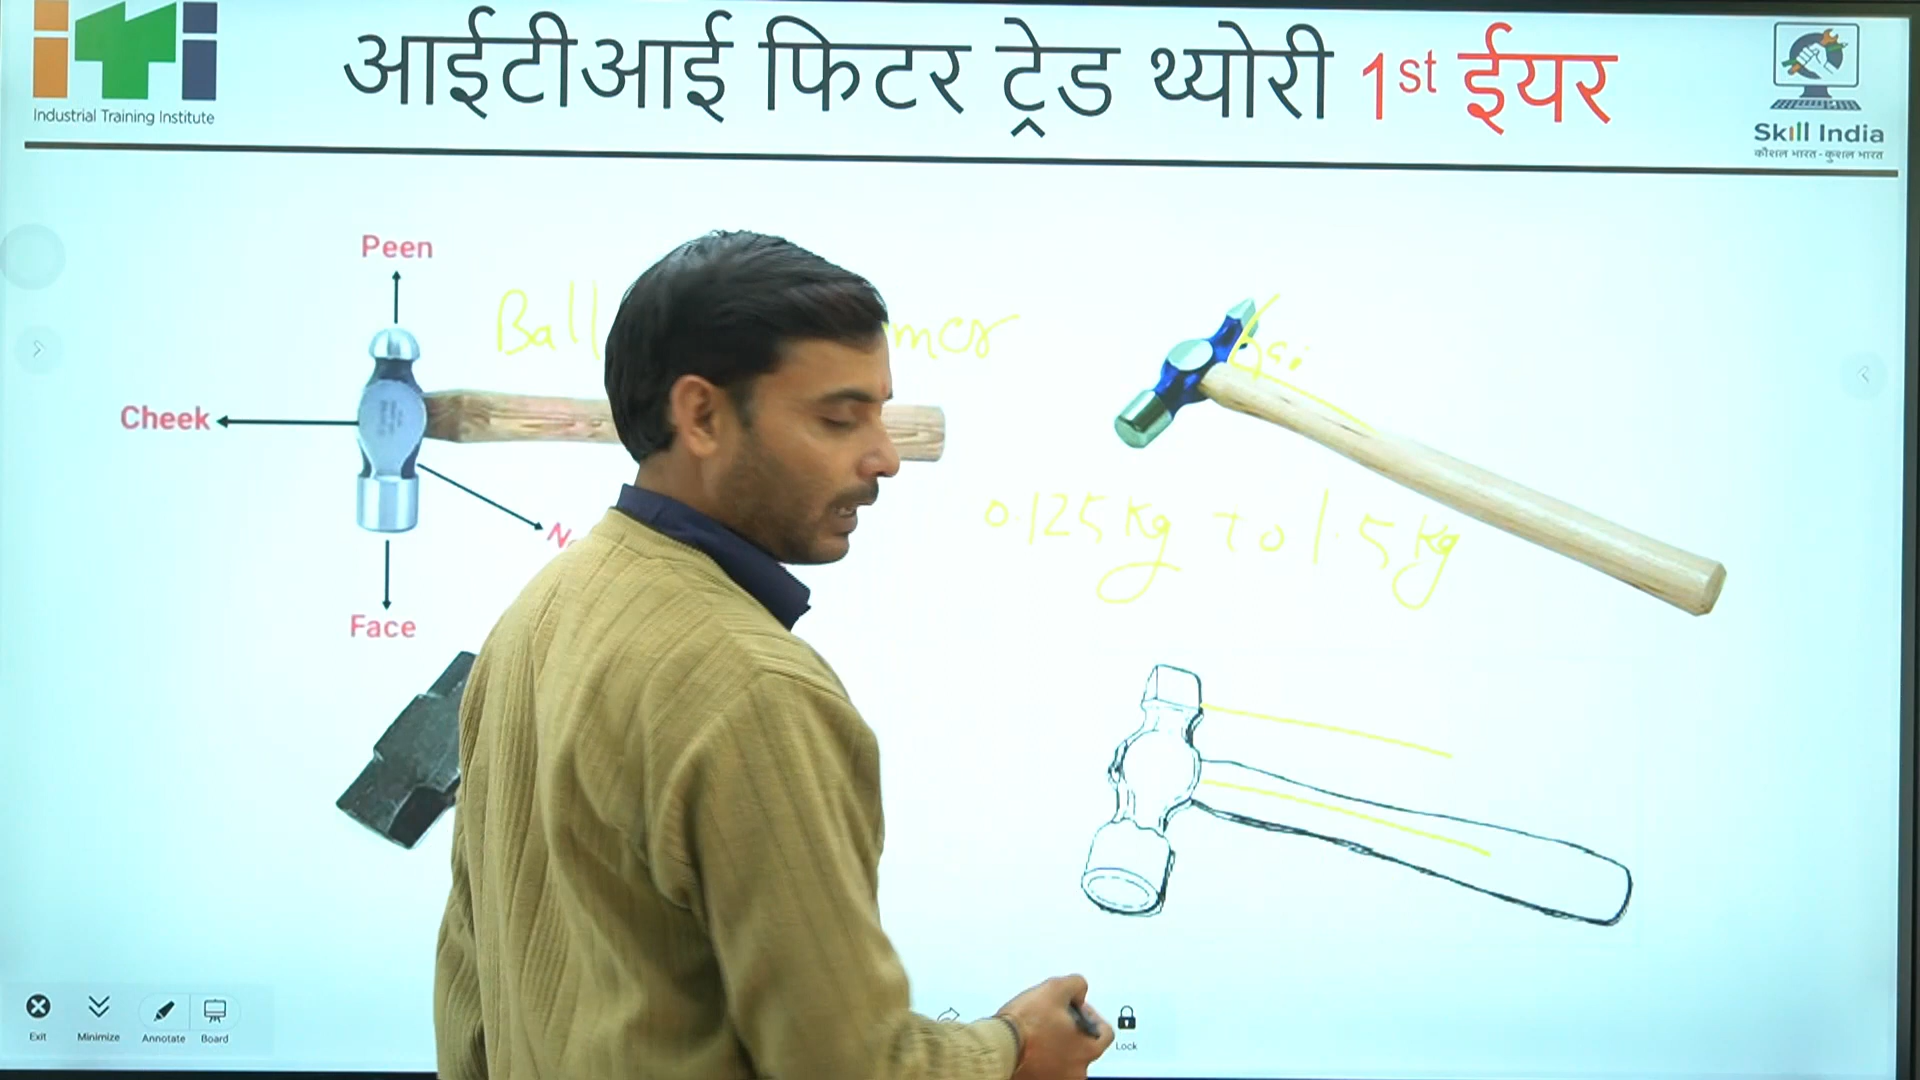 Industrial Training Institute
आईटीआई फिटर ट्रेड थ्योरी 1st ईयर
Skill India
कौशल भारत - कुशल भारत
Peen
Ball
Cheek
0.125 kg To 1.5 kg
Face
Exit
Minimize
Annotate
Board
Lock